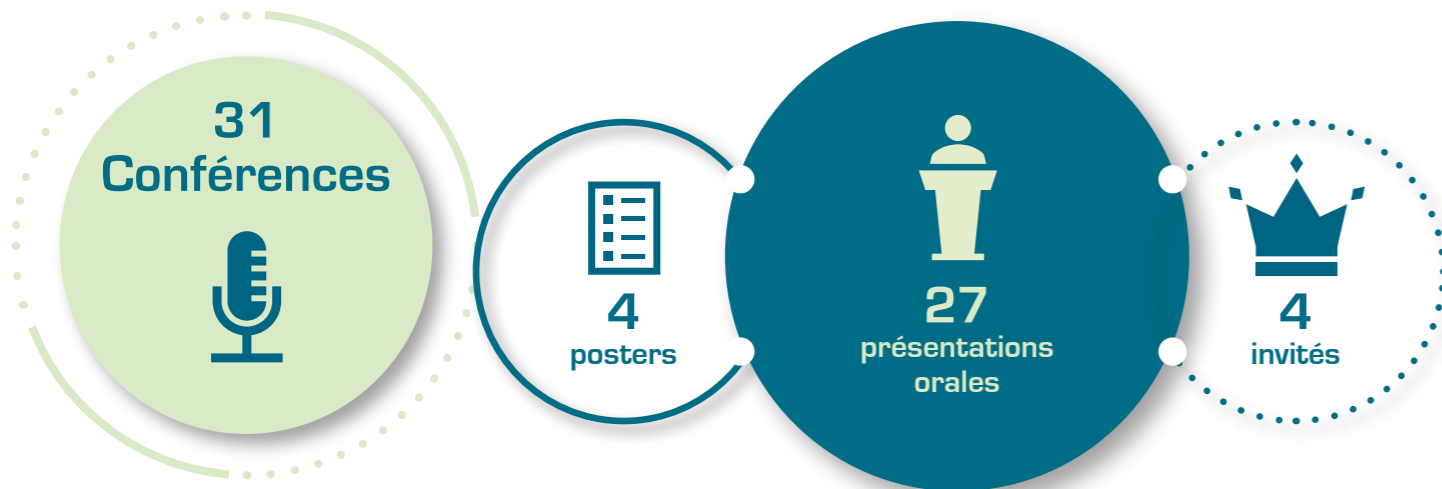 31
Conférences
4
posters
27
présentations
orales
4
invités